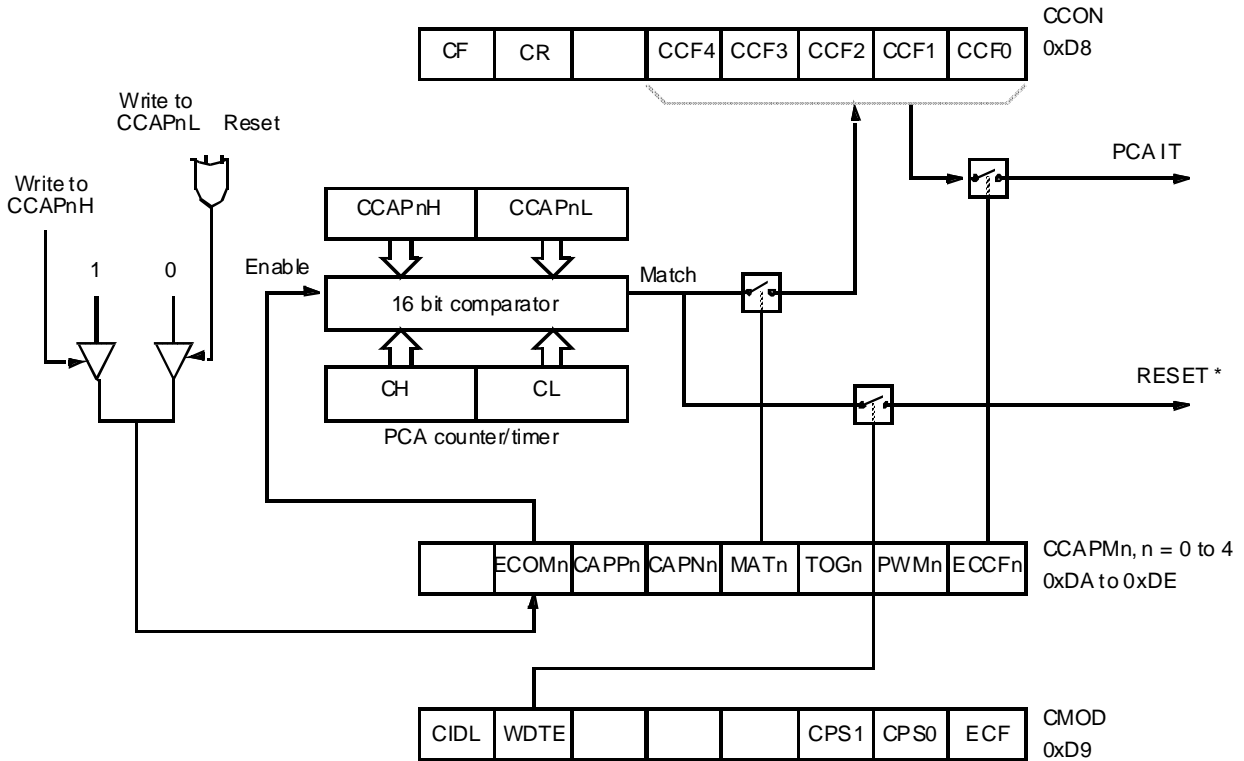 CF CR CCF4 CCF3 CCF2 CCF1 CCF0
CCON
0xD8
Write to
CCAPnL Reset
Write to
CCAPnH
PCA IT
CCAPnH CCAPnL
1 0
Enable
Match
16 bit comparator
CH CL
PCA counter/timer
RESET *
ECOMn CAPPn CAPNn MATn TOGn PWMn ECCFn
CCAPMn, n = 0 to 4
0xDA to 0xDE
CIDL WDTE CPS1 CPS0 ECF
CMOD
0xD9